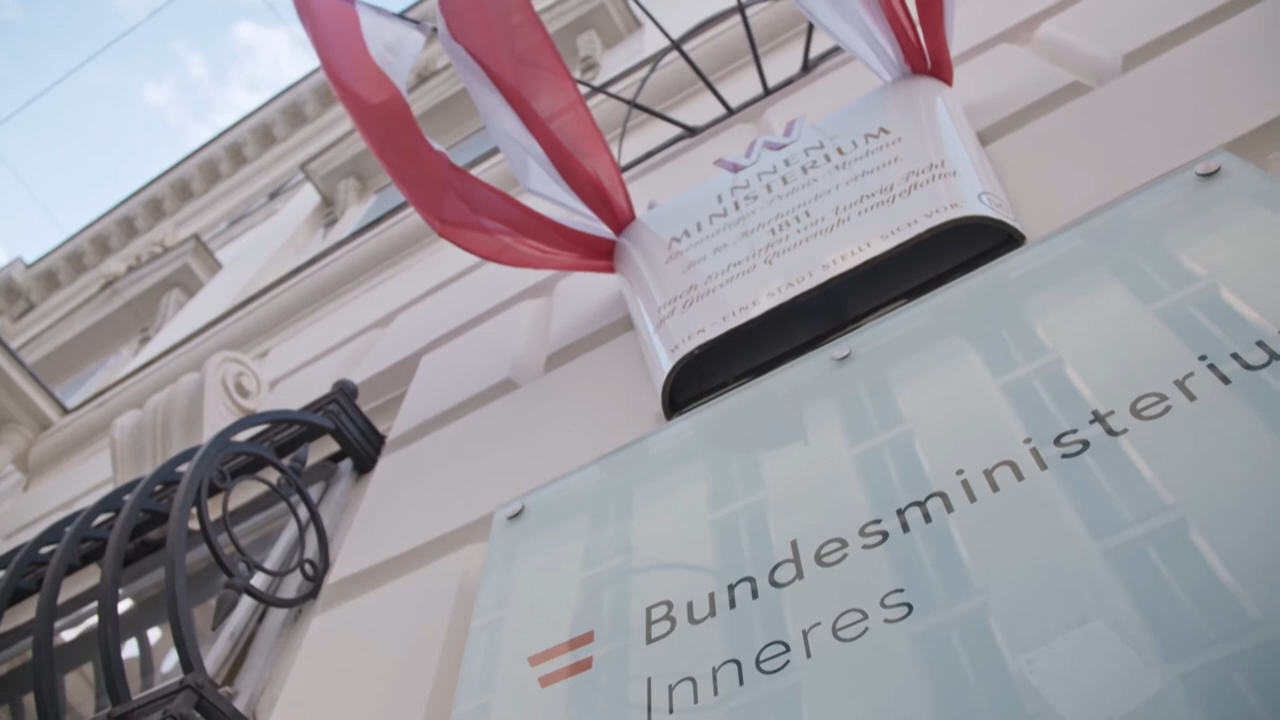 W
INNEN
MINISTERIUM
Ehemaliges Palais Modena
Im 16. Jahrhundert erbaut,
1811
nach Entwürfen von Ludwig Pichl
und Giacomo Quarenghi umgestaltet
WIEN – EINE STADT STELLT SICH VOR
Bundesministeriu
Inneres